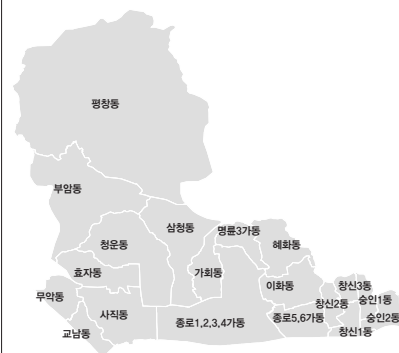 평창동
부암동
삼청동
명륜3가동
청운동
혜화동
효자동
가회동
이화동
창신3동
무악동
창신2동
숭인1동
사직동
종로1,2,3,4가동
종로5,6가동
숭인2동
교남동
창신1동